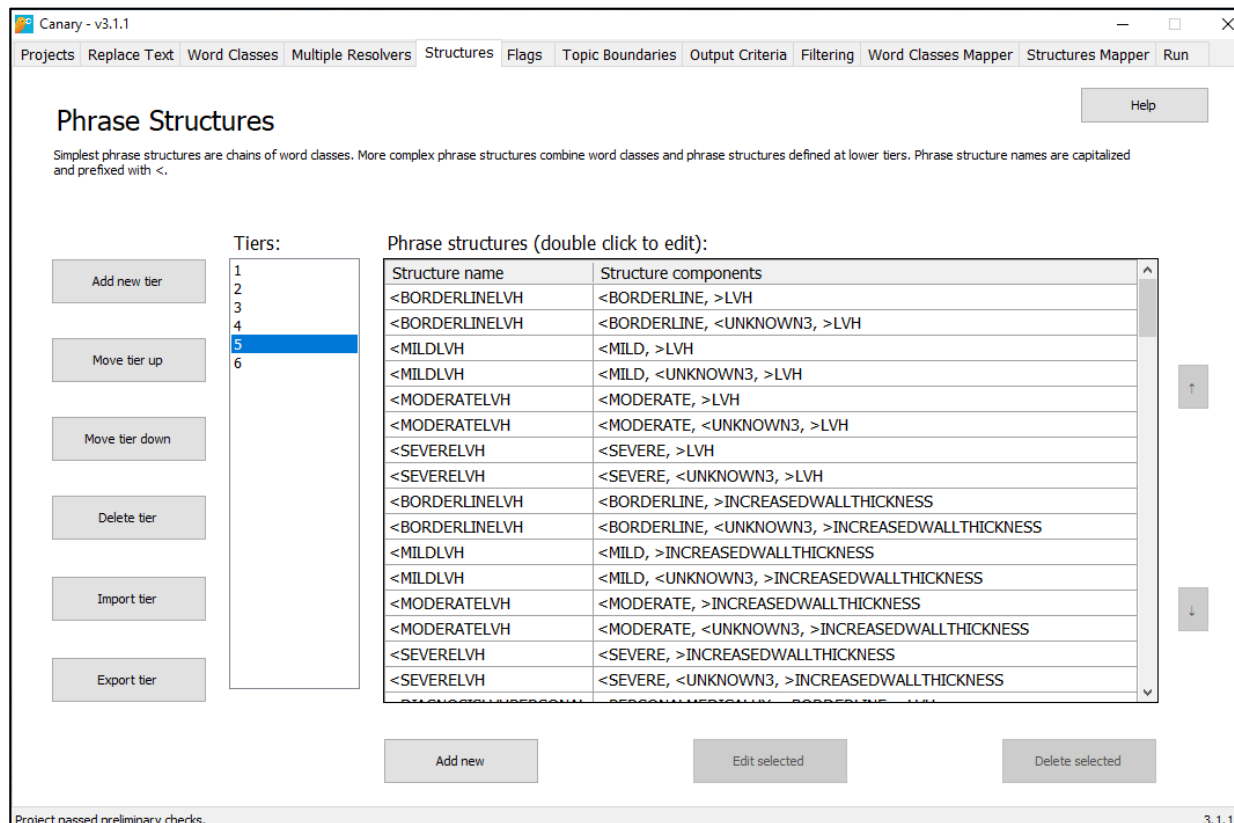 Canary - v3.1.1
Projects Replace Text Word Classes Multiple Resolvers Structures Flags Topic Boundaries Output Criteria Filtering Word Classes Mapper Structures Mapper Run
Help
Phrase Structures
Simplest phrase structures are chains of word classes. More complex phrase structures combine word classes and phrase structures defined at lower tiers. Phrase structure names are capitalized
and prefixed with <.
Tiers:
Phrase structures (double click to edit):
Add new tier
Move tier up
Move tier down
Delete tier
Import tier
Export tier
1
2
3
4
5
6
Structure name Structure components
<BORDERLINELVH <BORDERLINE, >LVH
<BORDERLINELVH <BORDERLINE, <UNKNOWN3, >LVH
<MILDLVH <MILD, >LVH
<MILDLVH <MILD, <UNKNOWN3, >LVH
<MODERATELVH <MODERATE, >LVH
<MODERATELVH <MODERATE, <UNKNOWN3, >LVH
<SEVERELVH <SEVERE, >LVH
<SEVERELVH <SEVERE, <UNKNOWN3, >LVH
<BORDERLINELVH <BORDERLINE, >INCREASEDWALLTHICKNESS
<BORDERLINELVH <BORDERLINE, <UNKNOWN3, >INCREASEDWALLTHICKNESS
<MILDLVH <MILD, >INCREASEDWALLTHICKNESS
<MILDLVH <MILD, <UNKNOWN3, >INCREASEDWALLTHICKNESS
<MODERATELVH <MODERATE, >INCREASEDWALLTHICKNESS
<MODERATELVH <MODERATE, <UNKNOWN3, >INCREASEDWALLTHICKNESS
<SEVERELVH <SEVERE, >INCREASEDWALLTHICKNESS
<SEVERELVH <SEVERE, <UNKNOWN3, >INCREASEDWALLTHICKNESS
↑
↓
Add new
Edit selected
Delete selected
Project passed preliminary checks.
3.1.1